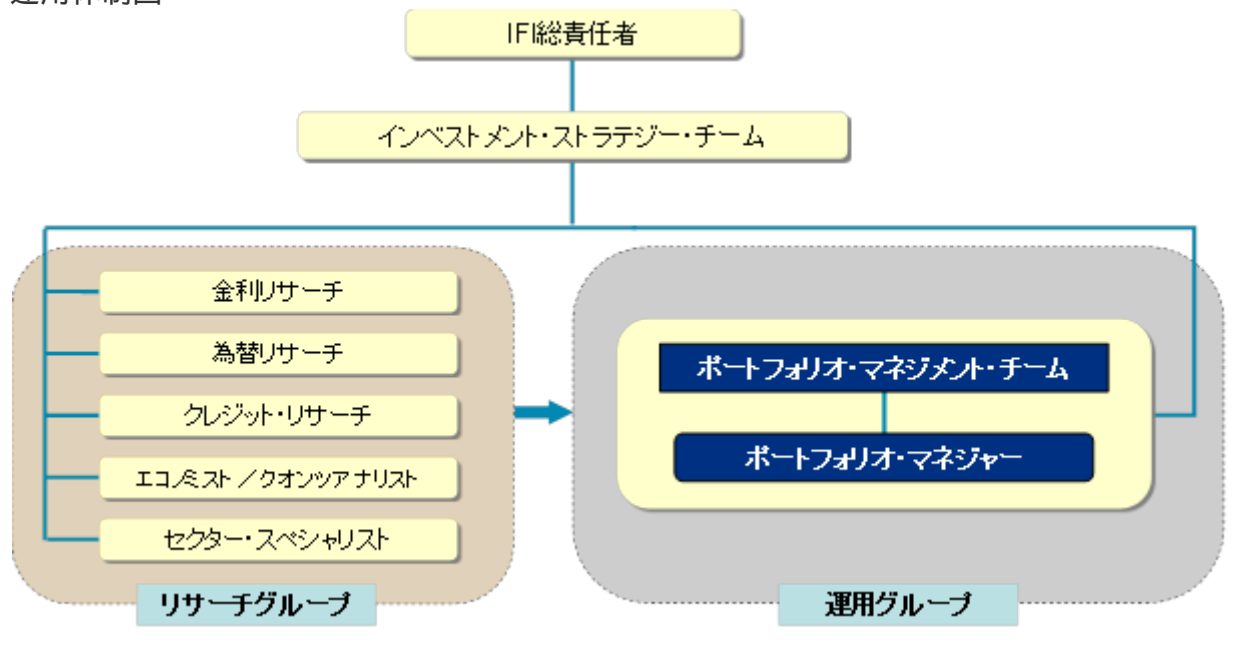 運用体制図
IFI総責任者
インベストメント・ストラテジー・チーム
金利リサーチ
為替リサーチ
クレジット・リサーチ
エコノミスト／クオンツアナリスト
セクター・スペシャリスト
リサーチグループ
ポートフォリオ・マネジメント・チーム
ポートフォリオ・マネジャー
運用グループ